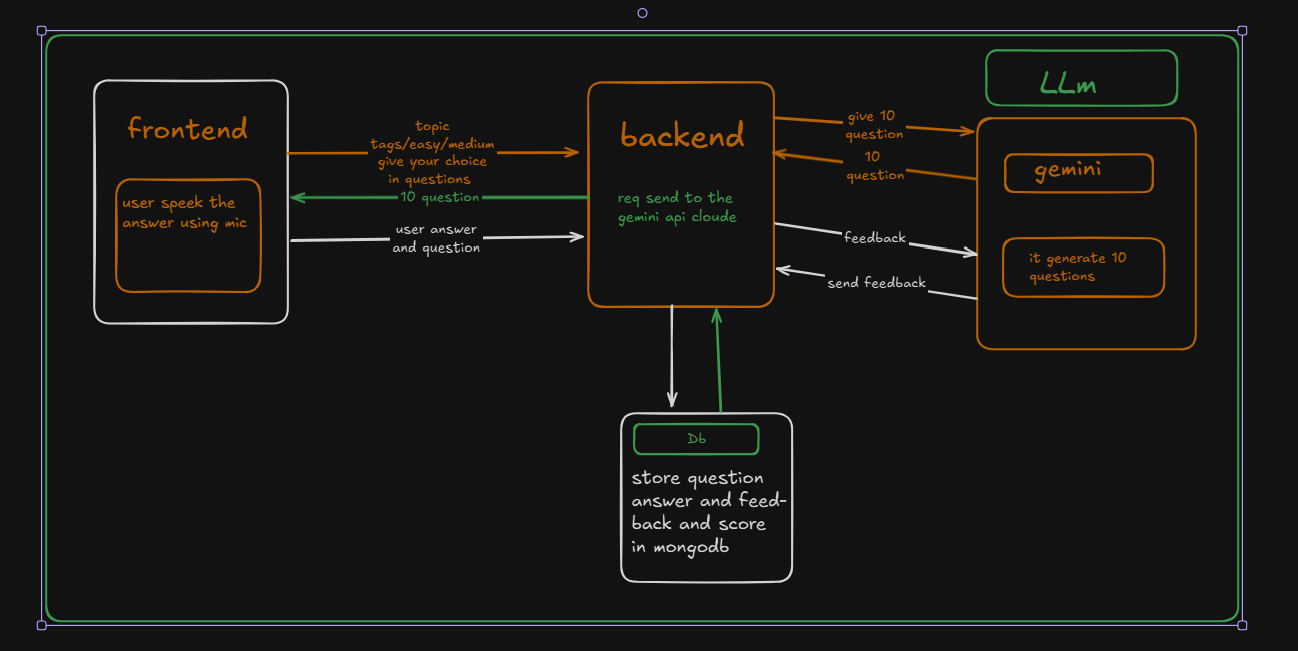 frontend
user speek the
answer using mic
topic
tags/easy/medium
give your choice
in questions
10 question
user answer
and question
backend
req send to the
gemini api cloude
give 10
question
10
question
feedback
send feedback
LLm
gemini
it generate 10
questions
Db
store question
answer and feed-
back and score
in mongodb